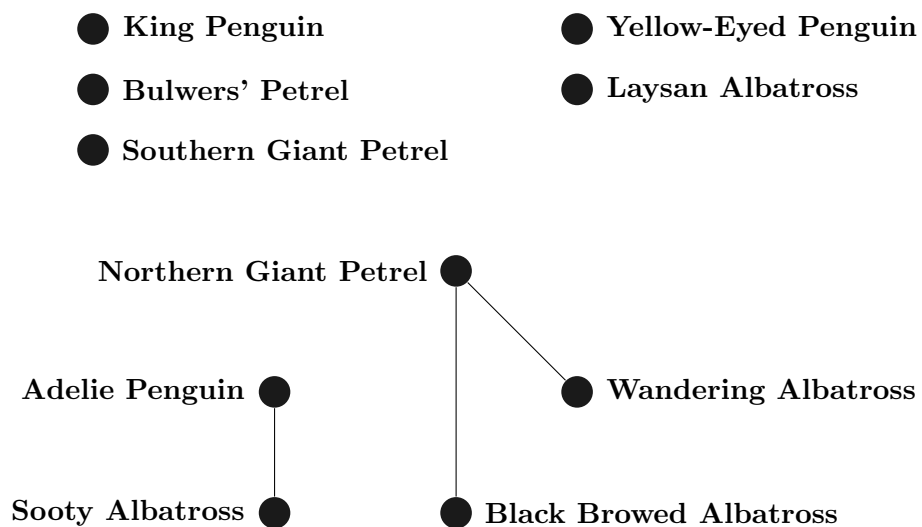 King Penguin
Yellow-Eyed Penguin
Bulwers' Petrel
Laysan Albatross
Southern Giant Petrel
Northern Giant Petrel
Adelie Penguin
Wandering Albatross
Sooty Albatross
Black Browed Albatross